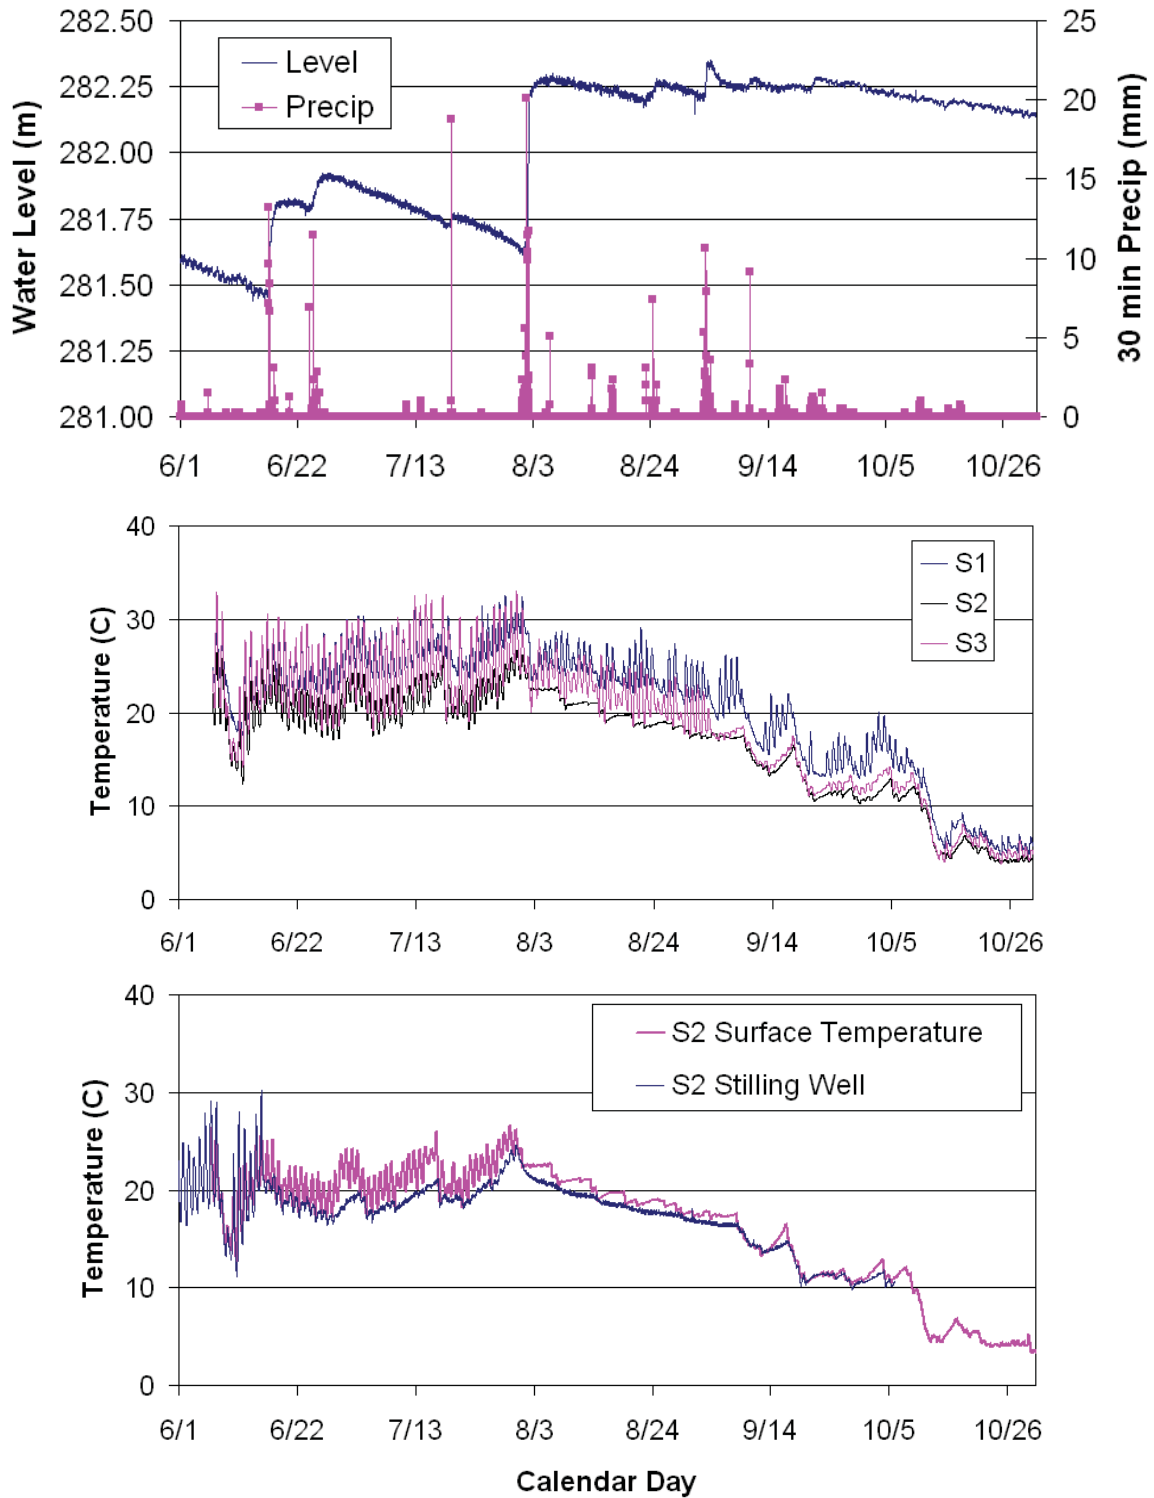 282.50
282.25
282.00
281.75
281.50
281.25
281.00
Water Level (m)
Level
Precip
25
20
15
10
5
0
30 min Precip (mm)
6/1 6/22 7/13 8/3 8/24 9/14 10/5 10/26
40
30
20
10
0
Temperature (C)
S1
S2
S3
6/1 6/22 7/13 8/3 8/24 9/14 10/5 10/26
40
30
20
10
0
Temperature (C)
S2 Surface Temperature
S2 Stilling Well
6/1 6/22 7/13 8/3 8/24 9/14 10/5 10/26
Calendar Day